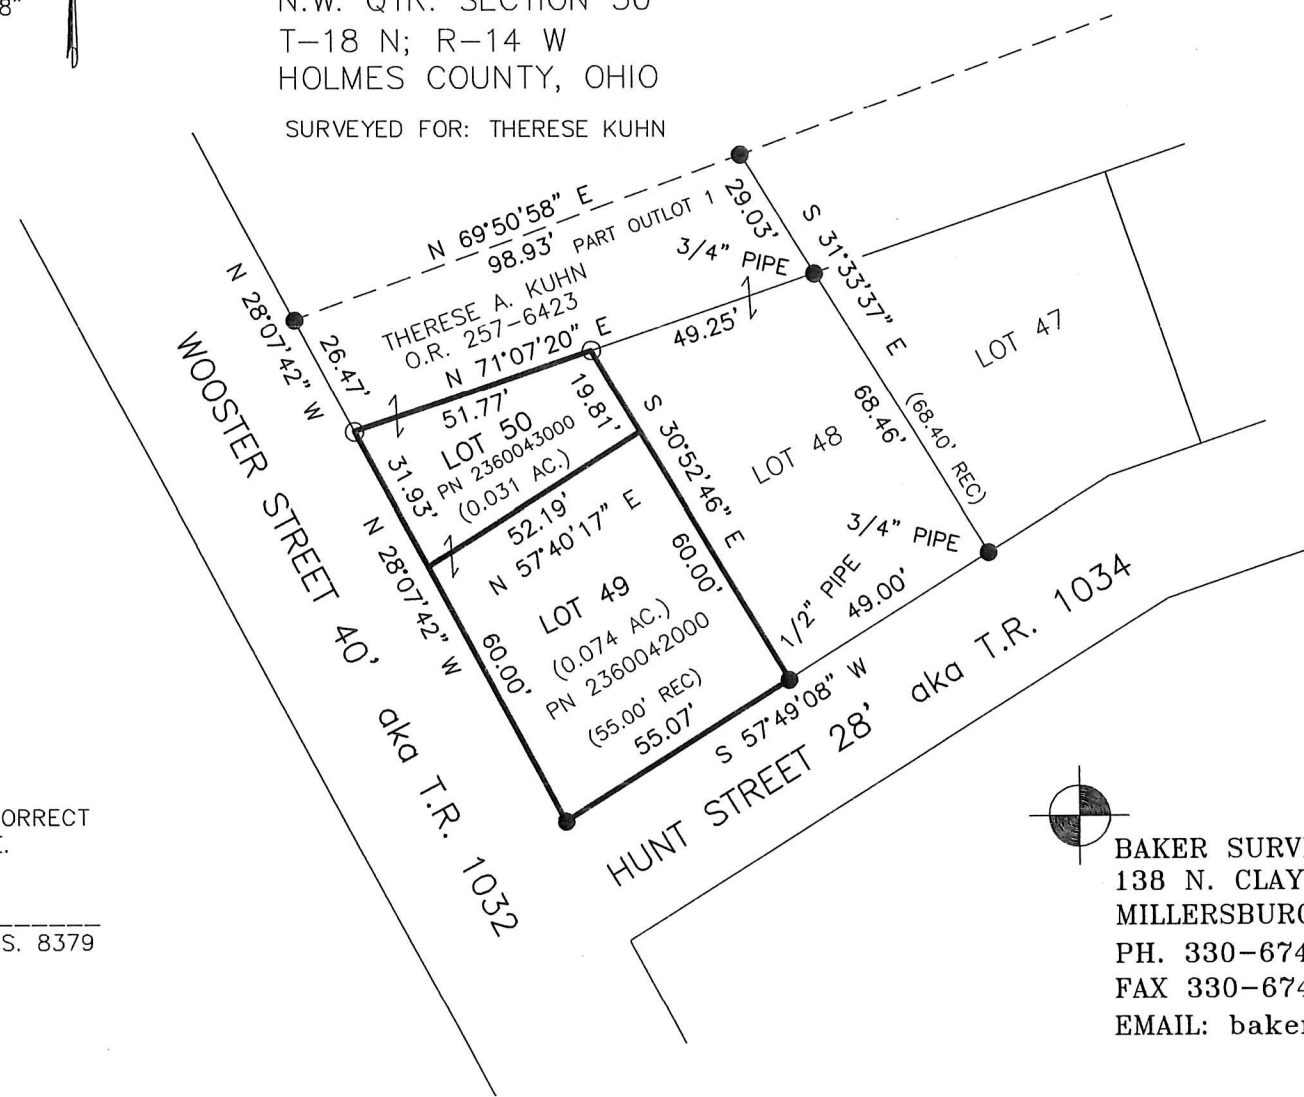 8"
T-18 N; R-14 W
HOLMES COUNTY, OHIO
SURVEYED FOR: THERESE KUHN
N.W. QTR. SECTION
N 69°50'58" E
98.93'
PART OUTLOT 1
29.03'
S 31°33'37" E
3/4" PIPE
N 28°07'42" W
26.47'
THERESE A. KUHN
O.R. 257-6423
N 71°07'20" E
51.77'
49.25'
LOT 47
LOT 50
PN 2360043000
(0.031 AC.)
19.81'
31.93'
S 30°52'46" E
LOT 48
68.46'
(68.40' REC)
WOOSTER STREET 40' aka T.R. 1032
N 28°07'42" W
52.19'
N 57°40'17" E
60.00'
60.00'
LOT 49
(0.074 AC.)
PN 2360042000
(55.00' REC)
55.07'
S 57°49'08" W
1/2" PIPE
3/4" PIPE
49.00'
HUNT STREET 28' aka T.R. 1034
ORRECT
S. 8379
BAKER
138 N. CLAY
MILLERSBURG
PH. 330-674
FAX 330-674
EMAIL: baker